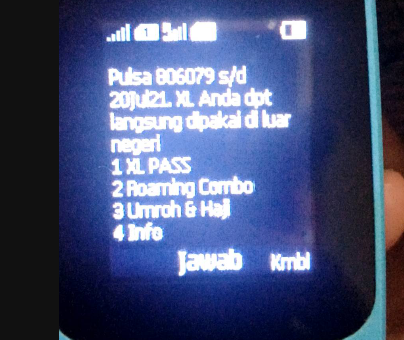 Pulsa 806079 s/d
20Jul21. XL Anda dpt
langsung dipakai di luar
negeri
1 XL PASS
2 Roaming Combo
3 Umroh & Haji
4 Info
Jawab Kmbl